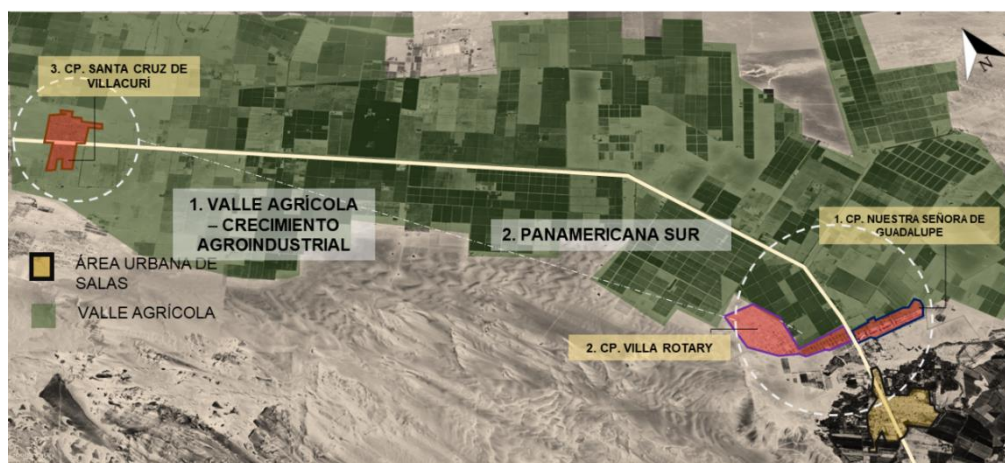 3. CP. SANTA CRUZ DE
VILLACURÍ
N
1. VALLE AGRÍCOLA
– CRECIMIENTO
AGROINDUSTRIAL
2. PANAMERICANA SUR
1. CP. NUESTRA SEÑORA DE
GUADALUPE
ÁREA URBANA DE
SALAS
VALLE AGRÍCOLA
2. CP. VILLA ROTARY